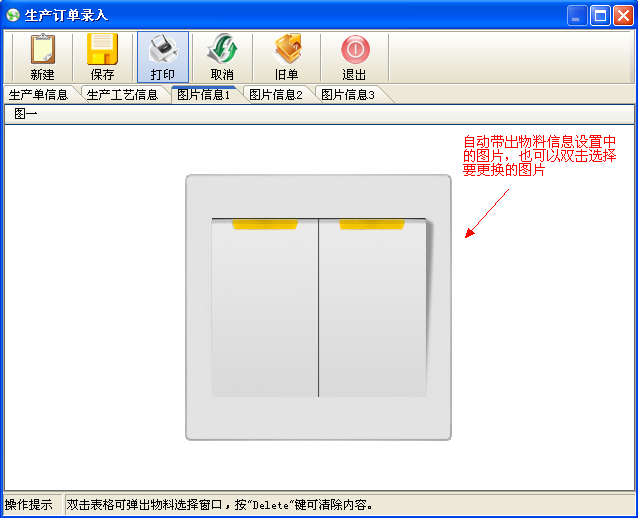 生产订单录入
新建 保存 打印 取消 旧单 退出
生产单信息 生产工艺信息 图片信息1 图片信息2 图片信息3
图一
自动带出物料信息设置中
的图片，也可以双击选择
要更换的图片
操作提示 双击表格可弹出物料选择窗口，按"Delete"键可清除内容。